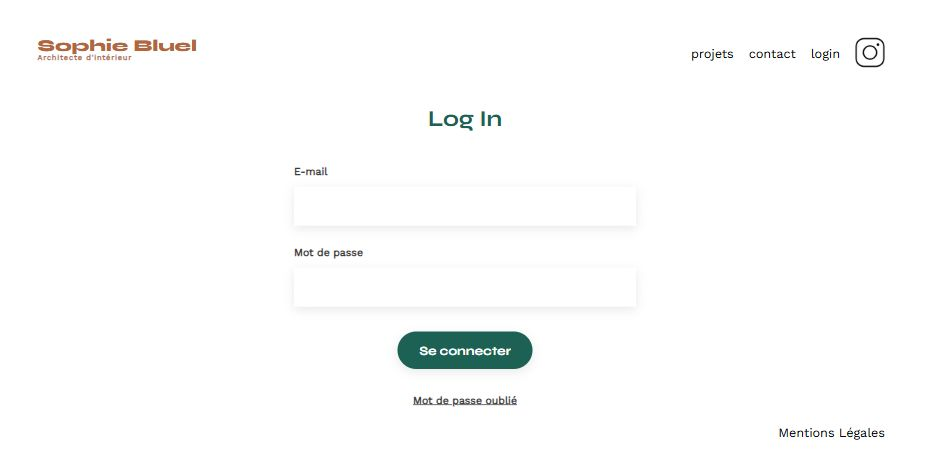 Sophie Bluel
Architecte d'intérieur
projets contact login
Log In
E-mail
Mot de passe
Se connecter
Mot de passe oublié
Mentions Légales